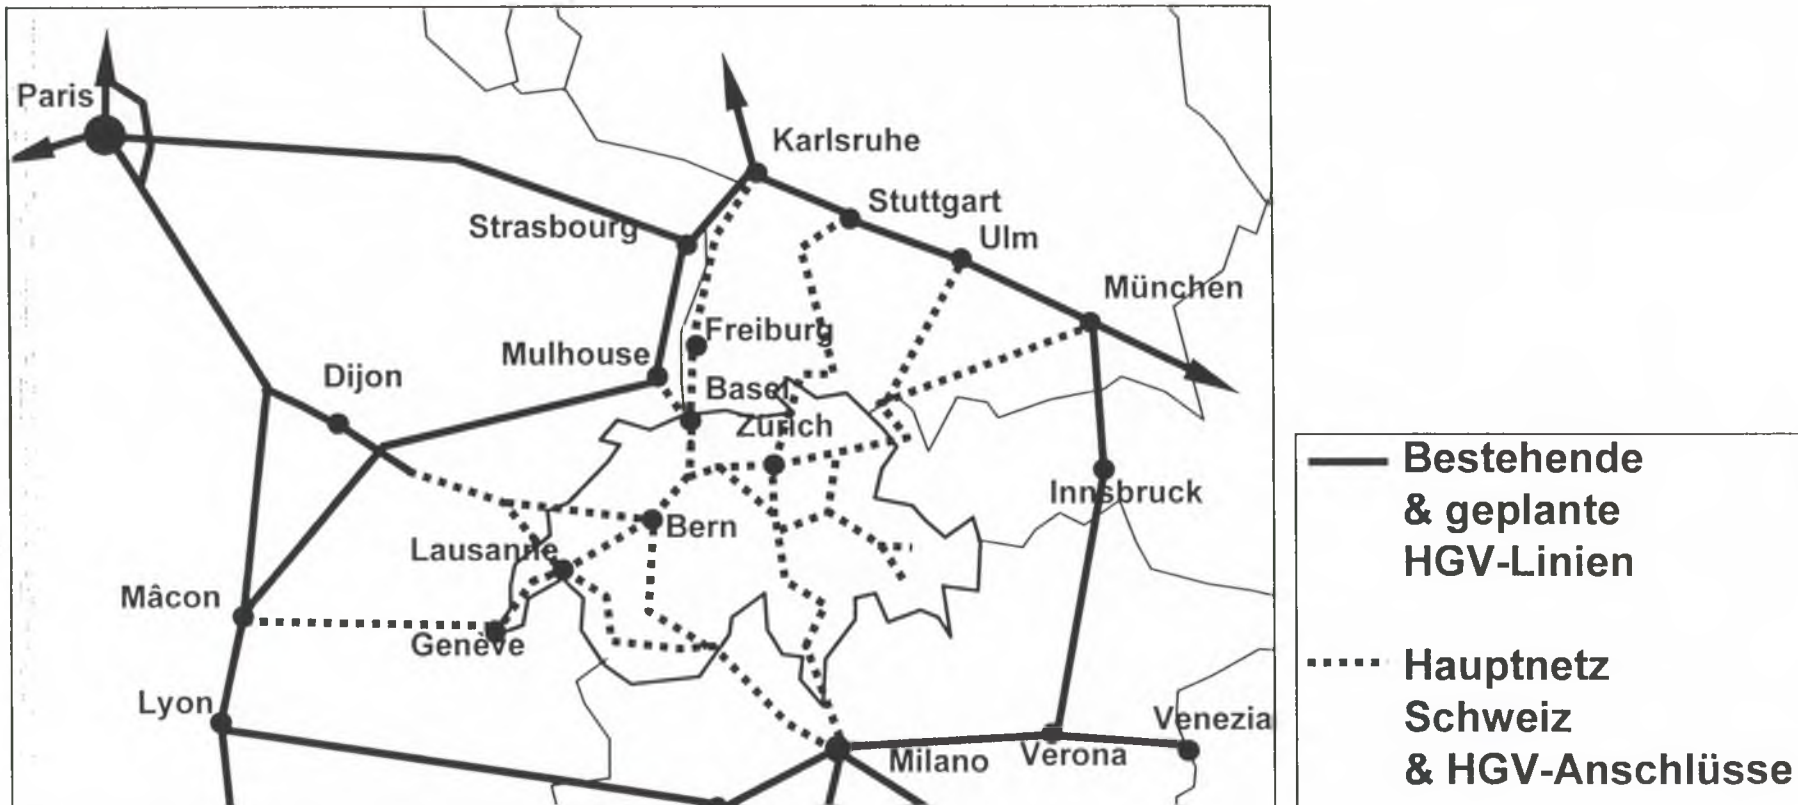 Paris
Karlsruhe
Stuttgart
Strasbourg
Ulm
München
Freiburg
Mulhouse
Dijon
Basel
Zürich
Innsbruck
Bern
Lausanne
Mâcon
Genève
Lyon
Venezia
Milano
Verona
Bestehende
& geplante
HGV-Linien
Hauptnetz
Schweiz
& HGV-Anschlüsse